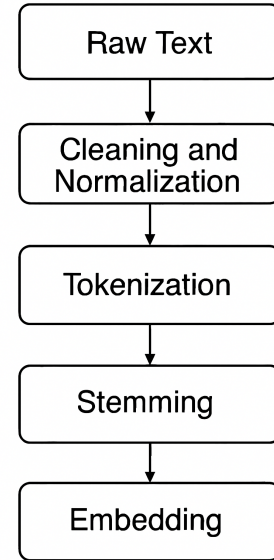 Raw Text
Cleaning and
Normalization
Tokenization
Stemming
Embedding